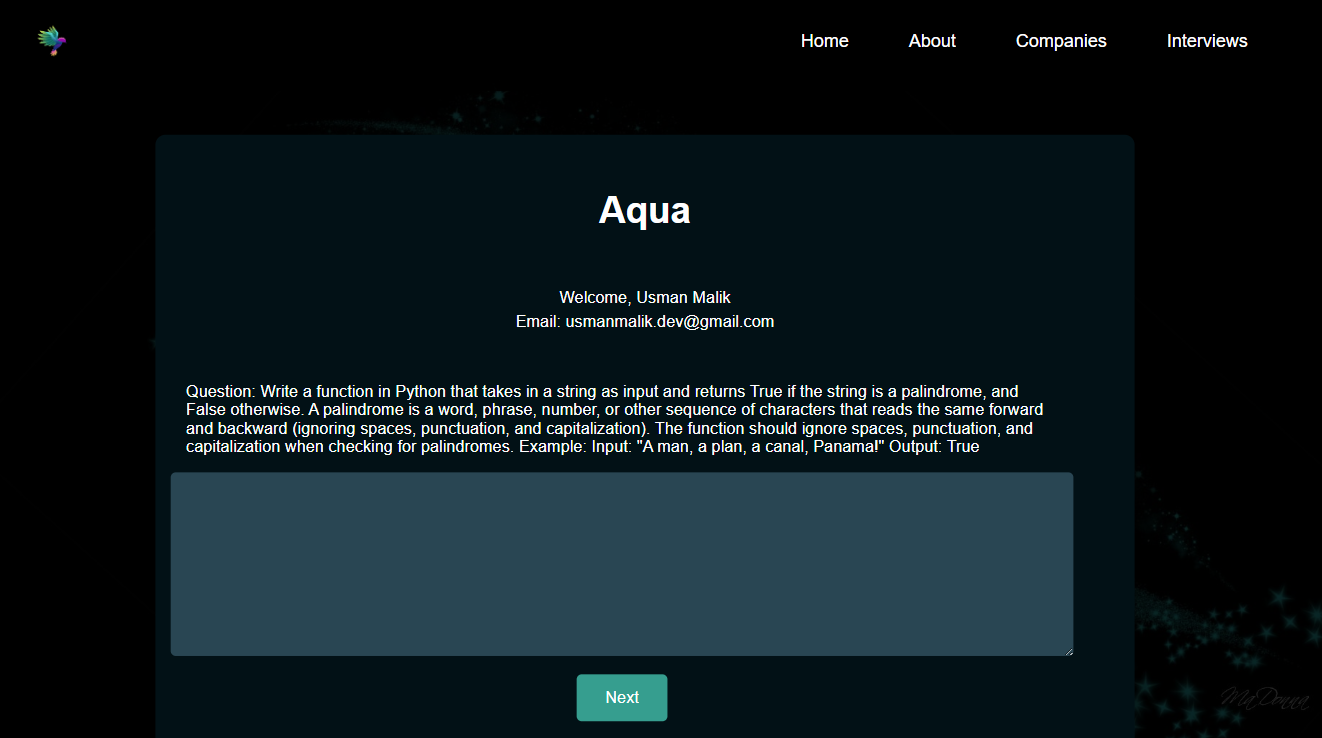 Home About Companies Interviews
Aqua
Welcome, Usman Malik
Email: usmanmalik.dev@gmail.com
Question: Write a function in Python that takes in a string as input and returns True if the string is a palindrome, and
False otherwise. A palindrome is a word, phrase, number, or other sequence of characters that reads the same forward
and backward (ignoring spaces, punctuation, and capitalization). The function should ignore spaces, punctuation, and
capitalization when checking for palindromes. Example: Input: "A man, a plan, a canal, Panama!" Output: True
Next
MaDonna